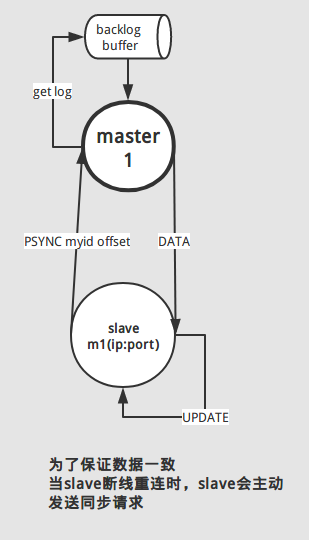 backlog
buffer
get log
master
1
PSYNC myid offset
DATA
slave
m1(ip:port)
UPDATE
为了保证数据一致
当slave断线重连时，slave会主动
发送同步请求